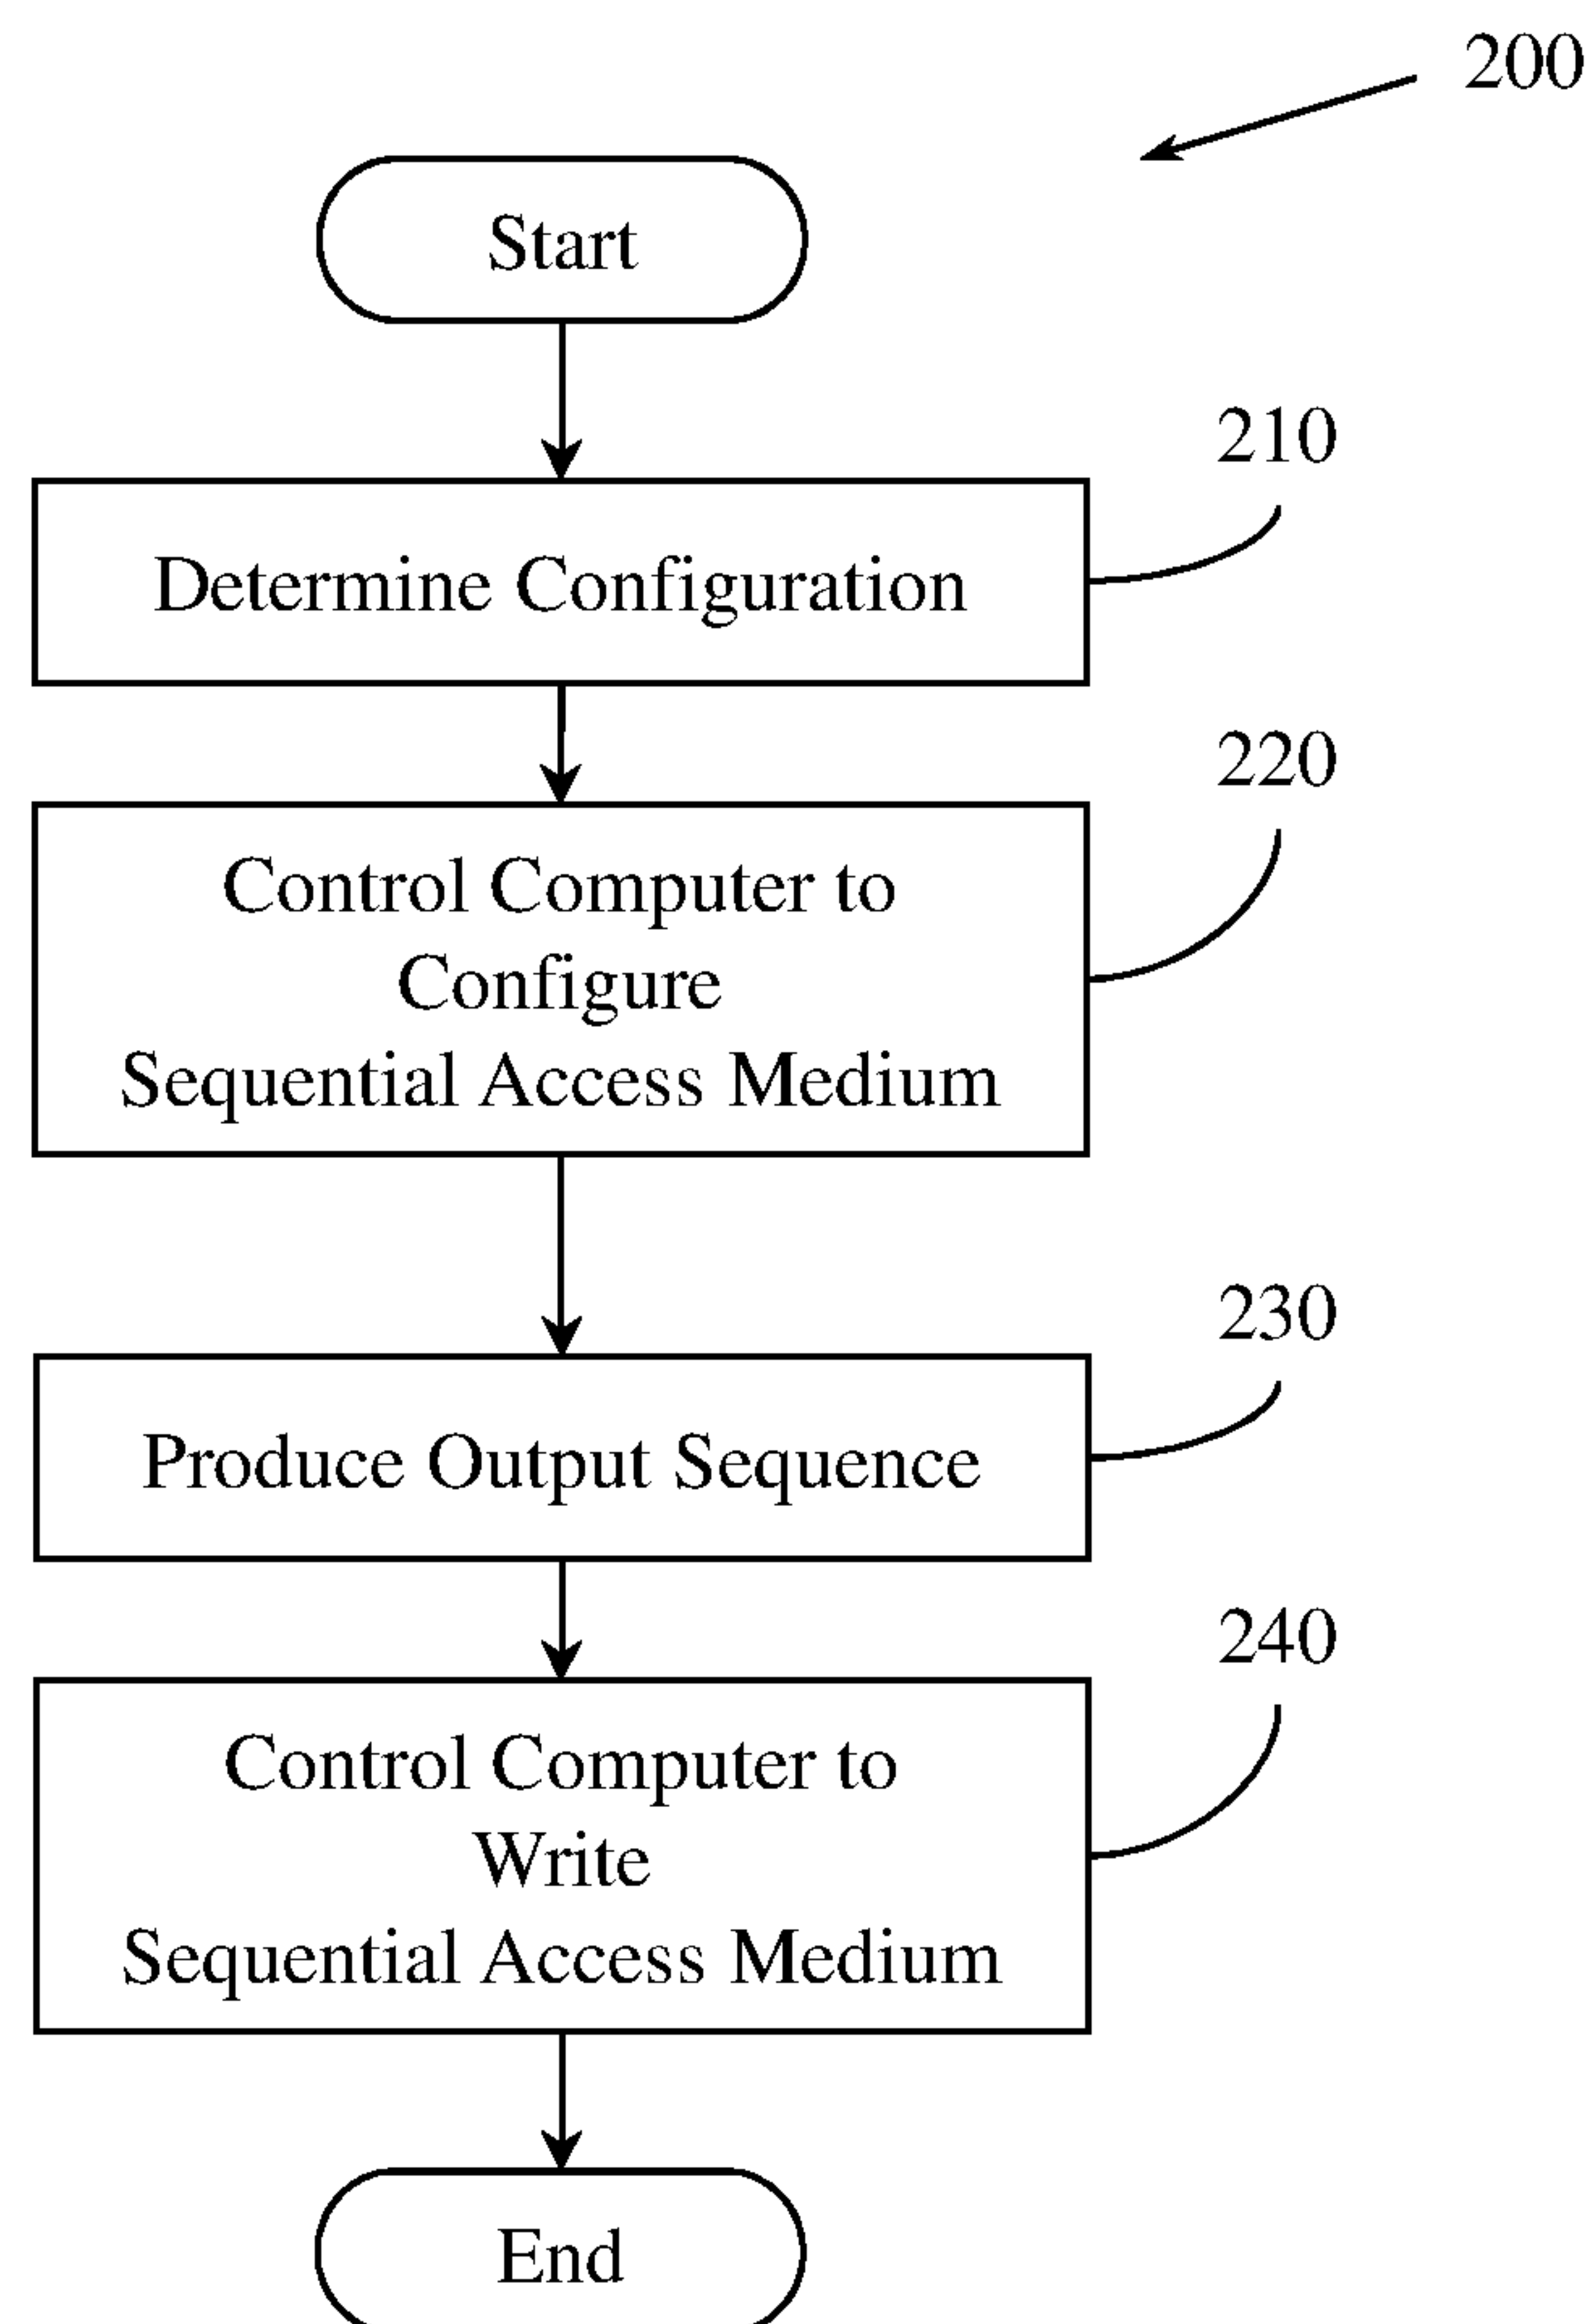 200
Start
210
Determine Configuration
220
Control Computer to
Configure
Sequential Access Medium
230
Produce Output Sequence
240
Control Computer to
Write
Sequential Access Medium
End